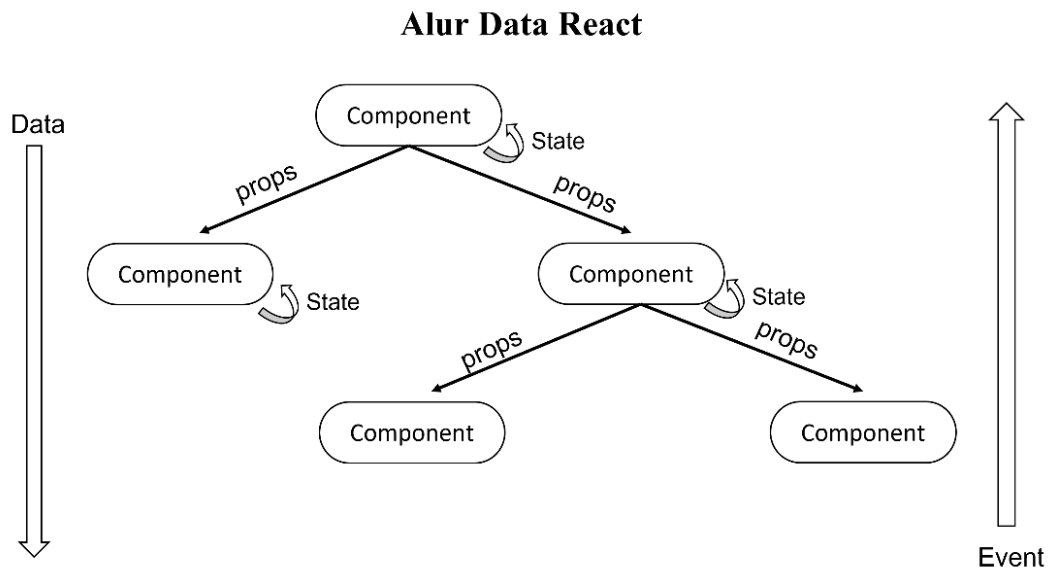 Alur Data React
Data
Component
State
props
props
Component
State
Component
State
props
props
Component
Component
Event